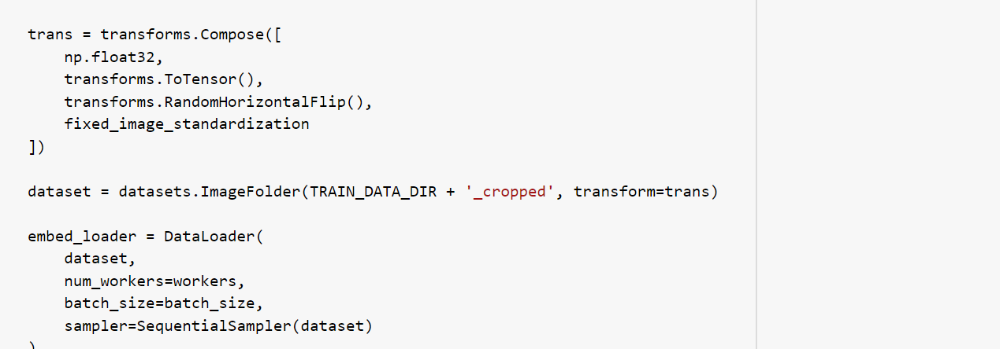 trans = transforms.Compose([
    np.float32,
    transforms.ToTensor(),
    transforms.RandomHorizontalFlip(),
    fixed_image_standardization
])
dataset = datasets.ImageFolder(TRAIN_DATA_DIR + '_cropped', transform=trans)
embed_loader = DataLoader(
    dataset,
    num_workers=workers,
    batch_size=batch_size,
    sampler=SequentialSampler(dataset)
)